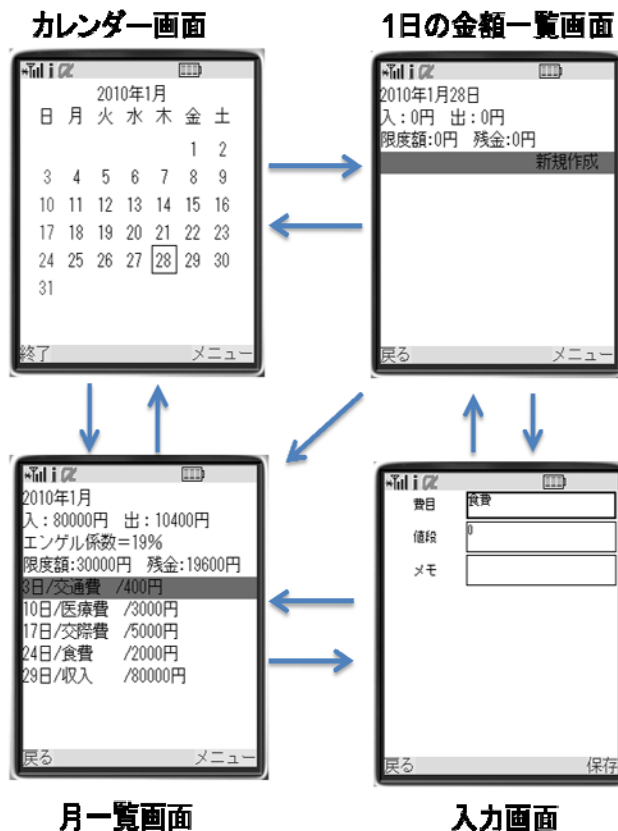 カレンダー画面
2010年1月
日 月 火 水 木 金 土
1 2
3 4 5 6 7 8 9
10 11 12 13 14 15 16
17 18 19 20 21 22 23
24 25 26 27 28 29 30
31
終了 メニュー
1日の金額一覧画面
2010年1月28日
入:0円 出:0円
限度額:0円 残金:0円
新規作成
戻る メニュー
2010年1月
入:80000円 出:10400円
エンゲル係数=19%
限度額:30000円 残金:19600円
3日/交通費 /400円
10日/医療費 /3000円
17日/交際費 /5000円
24日/食費 /2000円
29日/収入 /80000円
戻る メニュー
月一覧画面
費目 食費
値段 0
メモ
戻る 保存
入力画面